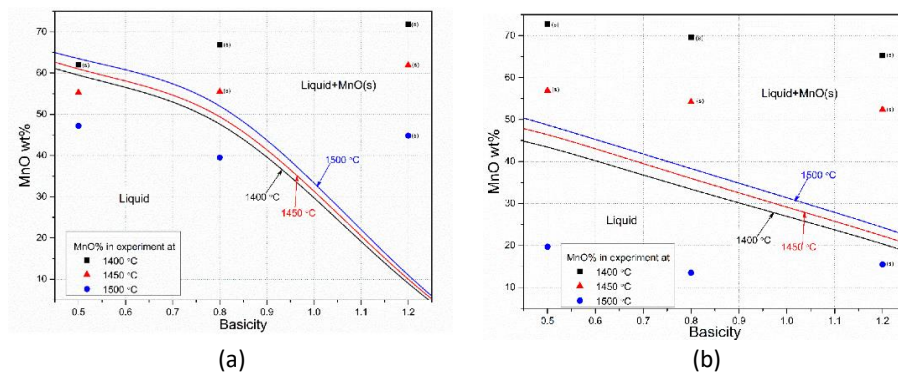 70
60
50
40
30
20
10
MnO wt%
(s)
(s)
(s)
(s)
(s)
(s)
Liquid+MnO(s)
1500 °C
1400 °C
1450 °C
Liquid
MnO% in experiment at
1400 °C
1450 °C
1500 °C
0.5 0.6 0.7 0.8 0.9 1.0 1.1 1.2
Basicity
(a)
70
60
50
40
30
20
10
MnO wt%
(s)
(s)
(s)
(s)
(s)
(s)
Liquid+MnO(s)
1500 °C
1400 °C
1450 °C
Liquid
MnO% in experiment at
1400 °C
1450 °C
1500 °C
(s)
0.5 0.6 0.7 0.8 0.9 1.0 1.1 1.2
Basicity
(b)